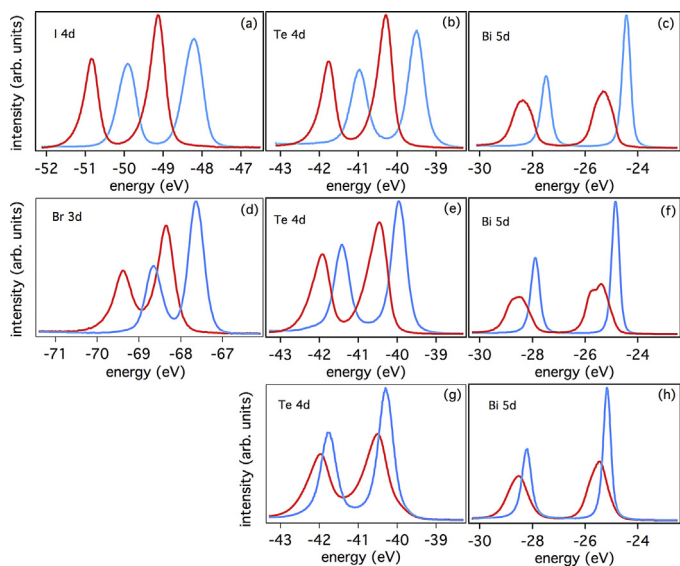 intensity (arb. units)
I 4d
(a)
-52 -51 -50 -49 -48 -47
energy (eV)
Te 4d
(b)
-43 -42 -41 -40 -39
energy (eV)
Bi 5d
(c)
-30 -28 -26 -24
energy (eV)
intensity (arb. units)
Br 3d
(d)
-71 -70 -69 -68 -67
energy (eV)
Te 4d
(e)
-43 -42 -41 -40 -39
energy (eV)
Bi 5d
(f)
-30 -28 -26 -24
energy (eV)
intensity (arb. units)
Te 4d
(g)
-43 -42 -41 -40 -39
energy (eV)
Bi 5d
(h)
-30 -28 -26 -24
energy (eV)